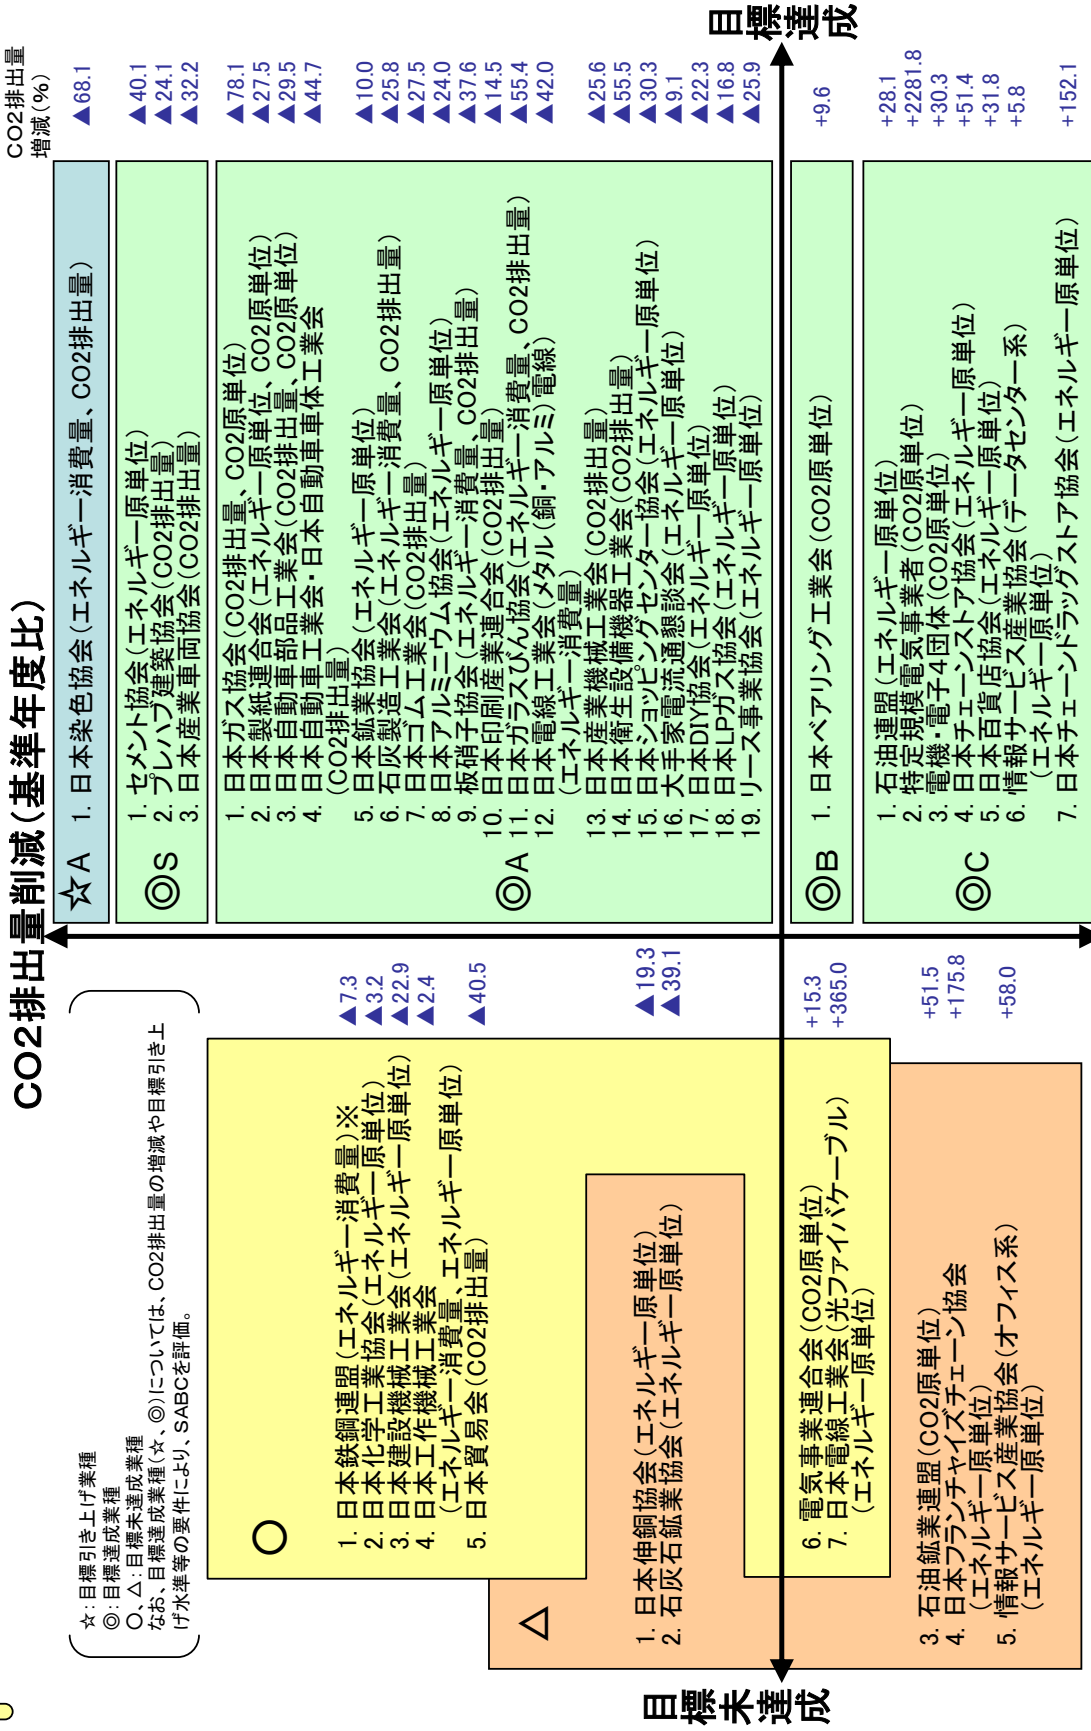 CO2排出量削減(基準年度比)
CO2排出量
増減(%)
☆:目標引き上げ業種
◎:目標達成業種
○、△:目標未達成業種
なお、目標達成業種(☆、◎)については、CO2排出量の増減や目標引き上
げ水準等の要件により、SABCを評価。
☆A
1. 日本染色協会(エネルギー消費量、CO2排出量)
▲68.1
◎S
1. セメント協会(エネルギー原単位)
▲40.1
2. プレハブ建築協会(CO2排出量)
▲24.1
3. 日本産業車両協会(CO2排出量)
▲32.2
◎A
1. 日本ガス協会(CO2排出量、CO2原単位)
▲78.1
2. 日本製紙連合会(エネルギー原単位、CO2原単位)
▲27.5
3. 日本自動車部品工業会(CO2排出量、CO2原単位)
▲29.5
4. 日本自動車工業会・日本自動車車体工業会
(CO2排出量)
▲44.7
5. 日本鉱業協会(エネルギー原単位)
▲10.0
6. 石灰製造工業会(エネルギー消費量、CO2排出量)
▲25.8
7. 日本ゴム工業会(CO2排出量)
▲27.5
8. 日本アルミニウム協会(エネルギー原単位)
▲24.0
9. 板硝子協会(エネルギー消費量、CO2排出量)
▲37.6
10. 日本印刷産業連合会(CO2排出量)
▲14.5
11. 日本ガラスびん協会(エネルギー消費量、CO2排出量)
▲55.4
12. 日本電線工業会(メタル(銅・アルミ)電線)
(エネルギー消費量)
▲42.0
13. 日本産業機械工業会(CO2排出量)
▲25.6
14. 日本衛生設備機器工業会(CO2排出量)
▲55.5
15. 日本ショッピングセンター協会(エネルギー原単位)
▲30.3
16. 大手家電流通懇談会(エネルギー原単位)
▲9.1
17. 日本DIY協会(エネルギー原単位)
▲22.3
18. 日本LPガス協会(エネルギー原単位)
▲16.8
19. リース事業協会(エネルギー原単位)
▲25.9
目標達成
◎B
1. 日本ベアリング工業会(CO2原単位)
+9.6
◎C
1. 石油連盟(エネルギー原単位)
+28.1
2. 特定規模電気事業者(CO2原単位)
+2281.8
3. 電機・電子4団体(CO2原単位)
+30.3
4. 日本チェーンストア協会(エネルギー原単位)
+51.4
5. 日本百貨店協会(エネルギー原単位)
+31.8
6. 情報サービス産業協会(データセンター系)
(エネルギー原単位)
+5.8
7. 日本チェーンドラッグストア協会(エネルギー原単位)
+152.1
○
1. 日本鉄鋼連盟(エネルギー消費量)※
▲7.3
2. 日本化学工業協会(エネルギー原単位)
▲3.2
3. 日本建設機械工業会(エネルギー原単位)
▲22.9
4. 日本工作機械工業会
(エネルギー消費量、エネルギー原単位)
▲2.4
5. 日本貿易会(CO2排出量)
▲40.5
△
1. 日本伸銅協会(エネルギー原単位)
▲19.3
2. 石灰石鉱業協会(エネルギー原単位)
▲39.1
目標未達成
6. 電気事業連合会(CO2原単位)
+15.3
7. 日本電線工業会(光ファイバケーブル)
(エネルギー原単位)
+365.0
3. 石油鉱業連盟(CO2原単位)
+51.5
4. 日本フランチャイズチェーン協会
(エネルギー原単位)
+175.8
5. 情報サービス産業協会(オフィス系)
(エネルギー原単位)
+58.0